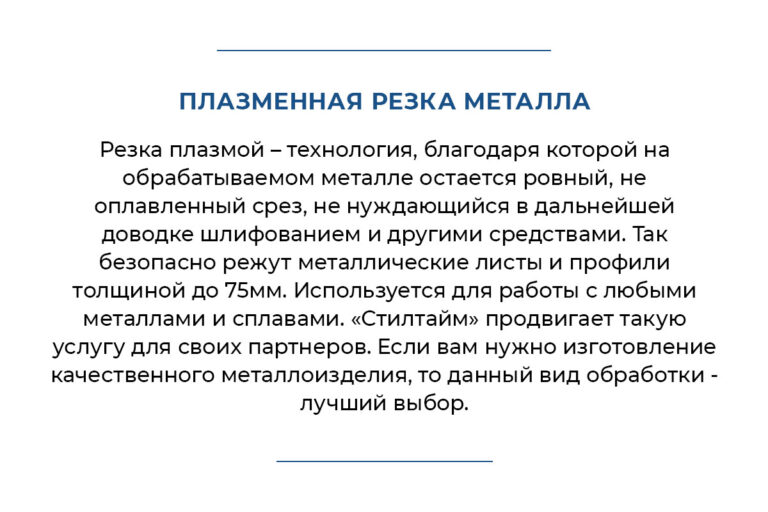 ПЛАЗМЕННАЯ РЕЗКА МЕТАЛЛА
Резка плазмой – технология, благодаря которой на
обрабатываемом металле остается ровный, не
оплавленный срез, не нуждающийся в дальнейшей
доводке шлифованием и другими средствами. Так
безопасно режут металлические листы и профили
толщиной до 75мм. Используется для работы с любыми
металлами и сплавами. «Стилтайм» продвигает такую
услугу для своих партнеров. Если вам нужно изготовление
качественного металлоизделия, то данный вид обработки -
лучший выбор.